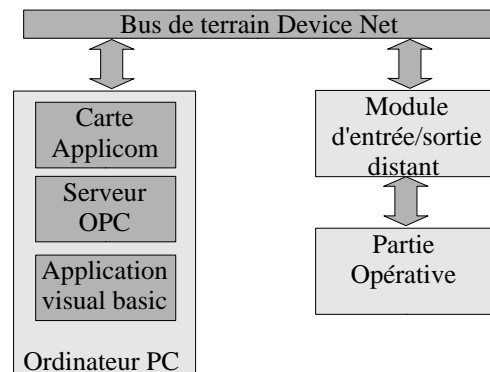 Bus de terrain Device Net
Carte
Applicom
Serveur
OPC
Application
visual basic
Ordinateur PC
Module
d'entrée/sortie
distant
Partie
Opérative